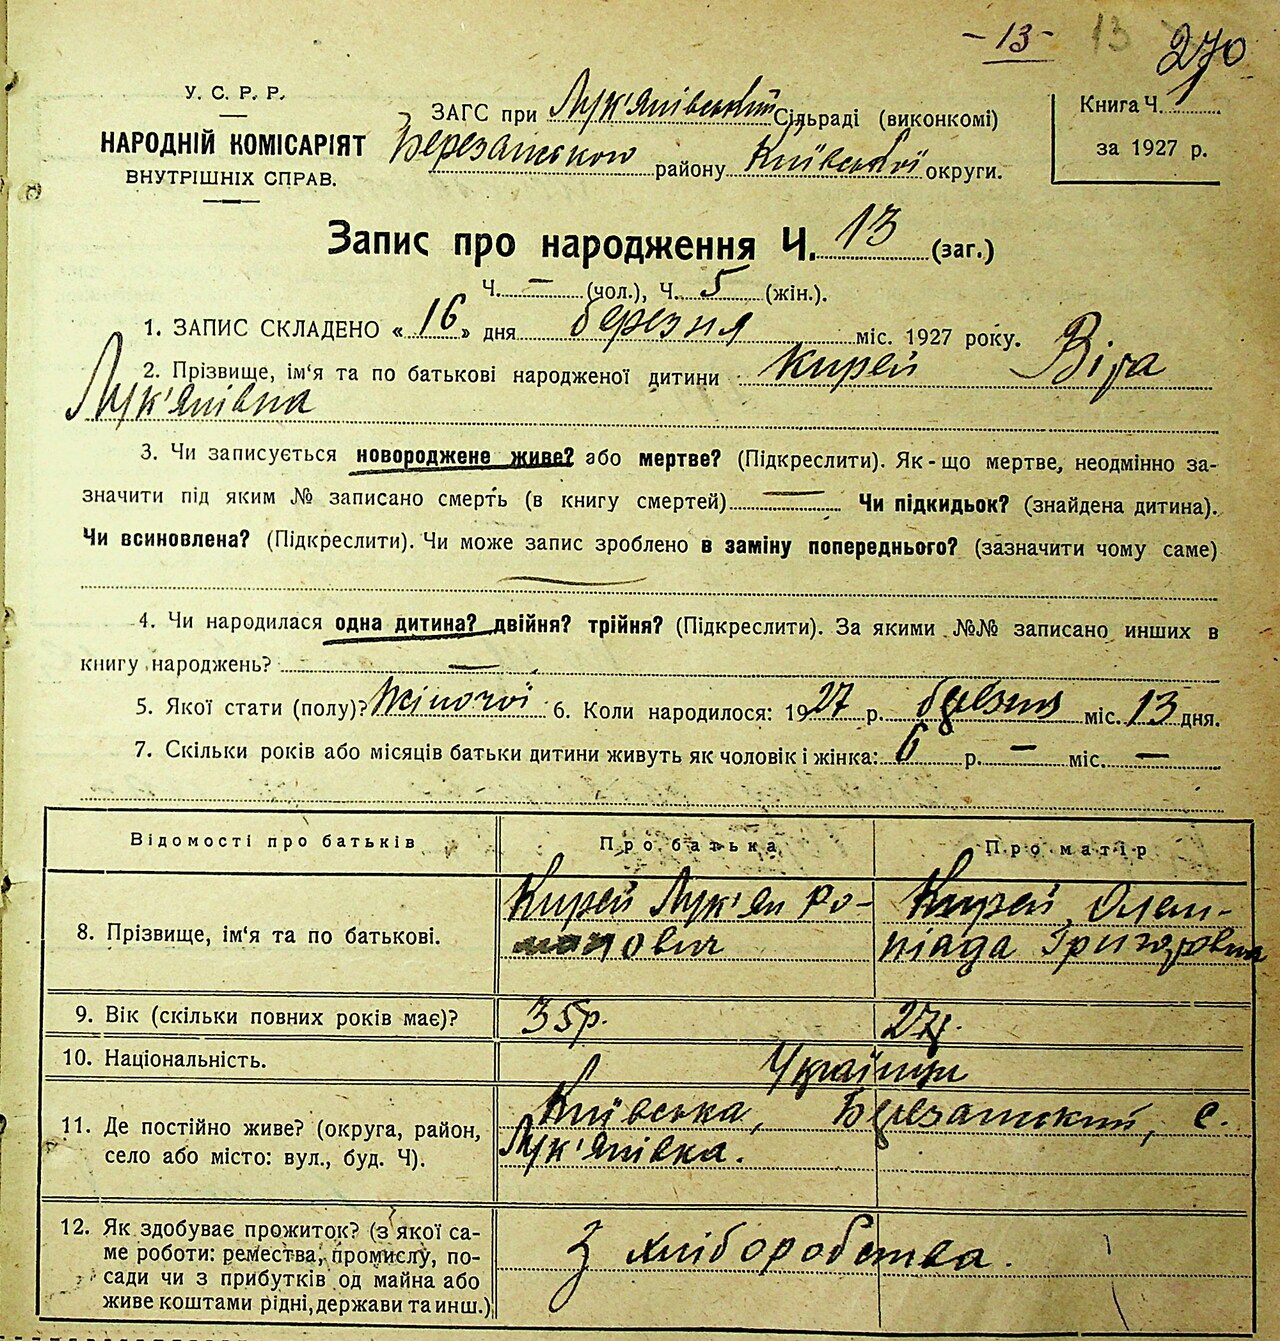 - 13 - 13 270
У. С. Р. Р.
НАРОДНІЙ КОМІСАРІЯТ
ВНУТРІШНІХ СПРАВ.
ЗАГС при Лук'янівській Сільраді (виконкомі)
Березанського району Київської округи.
Книга Ч.
за 1927 р.
Запис про народження Ч. 13 (заг.)
Ч. — (чол.), Ч. 5 (жін.).
1. ЗАПИС СКЛАДЕНО « 16 » дня березня міс. 1927 року.
2. Прізвище, ім'я та по батькові народженої дитини Кирей Віра
Лук'янівна
3. Чи записується новороджене живе? або мертве? (Підкреслити). Як-що мертве, неодмінно за-
значити під яким № записано смерть (в книгу смертей) — Чи підкидьок? (знайдена дитина).
Чи всиновлена? (Підкреслити). Чи може запис зроблено в заміну попереднього? (зазначити чому саме)
—
4. Чи народилася одна дитина? двійня? трійня? (Підкреслити). За якими №№ записано инших в
книгу народжень? —
5. Якої стати (полу)? Жіночої 6. Коли народилося: 1927 р. березня міс. 13 дня.
7. Скільки років або місяців батьки дитини живуть як чоловік і жінка: 6 р. — міс. —
Відомості про батьків Про батька Про матір
8. Прізвище, ім'я та по батькові.
Кирей Лук'ян Ро-
манович
Кирей Олем-
піада Григоровна
9. Вік (скільки повних років має)? 35р. 27р.
10. Національність. Українці
11. Де постійно живе? (округа, район,
село або місто: вул., буд. Ч).
Київська, Березанський, с.
Лук'янівка.
12. Як здобуває прожиток? (з якої са-
ме роботи: ремества, промислу, по-
сади чи з прибутків од майна або
живе коштами рідні, держави та инш.)
З хліборобства.